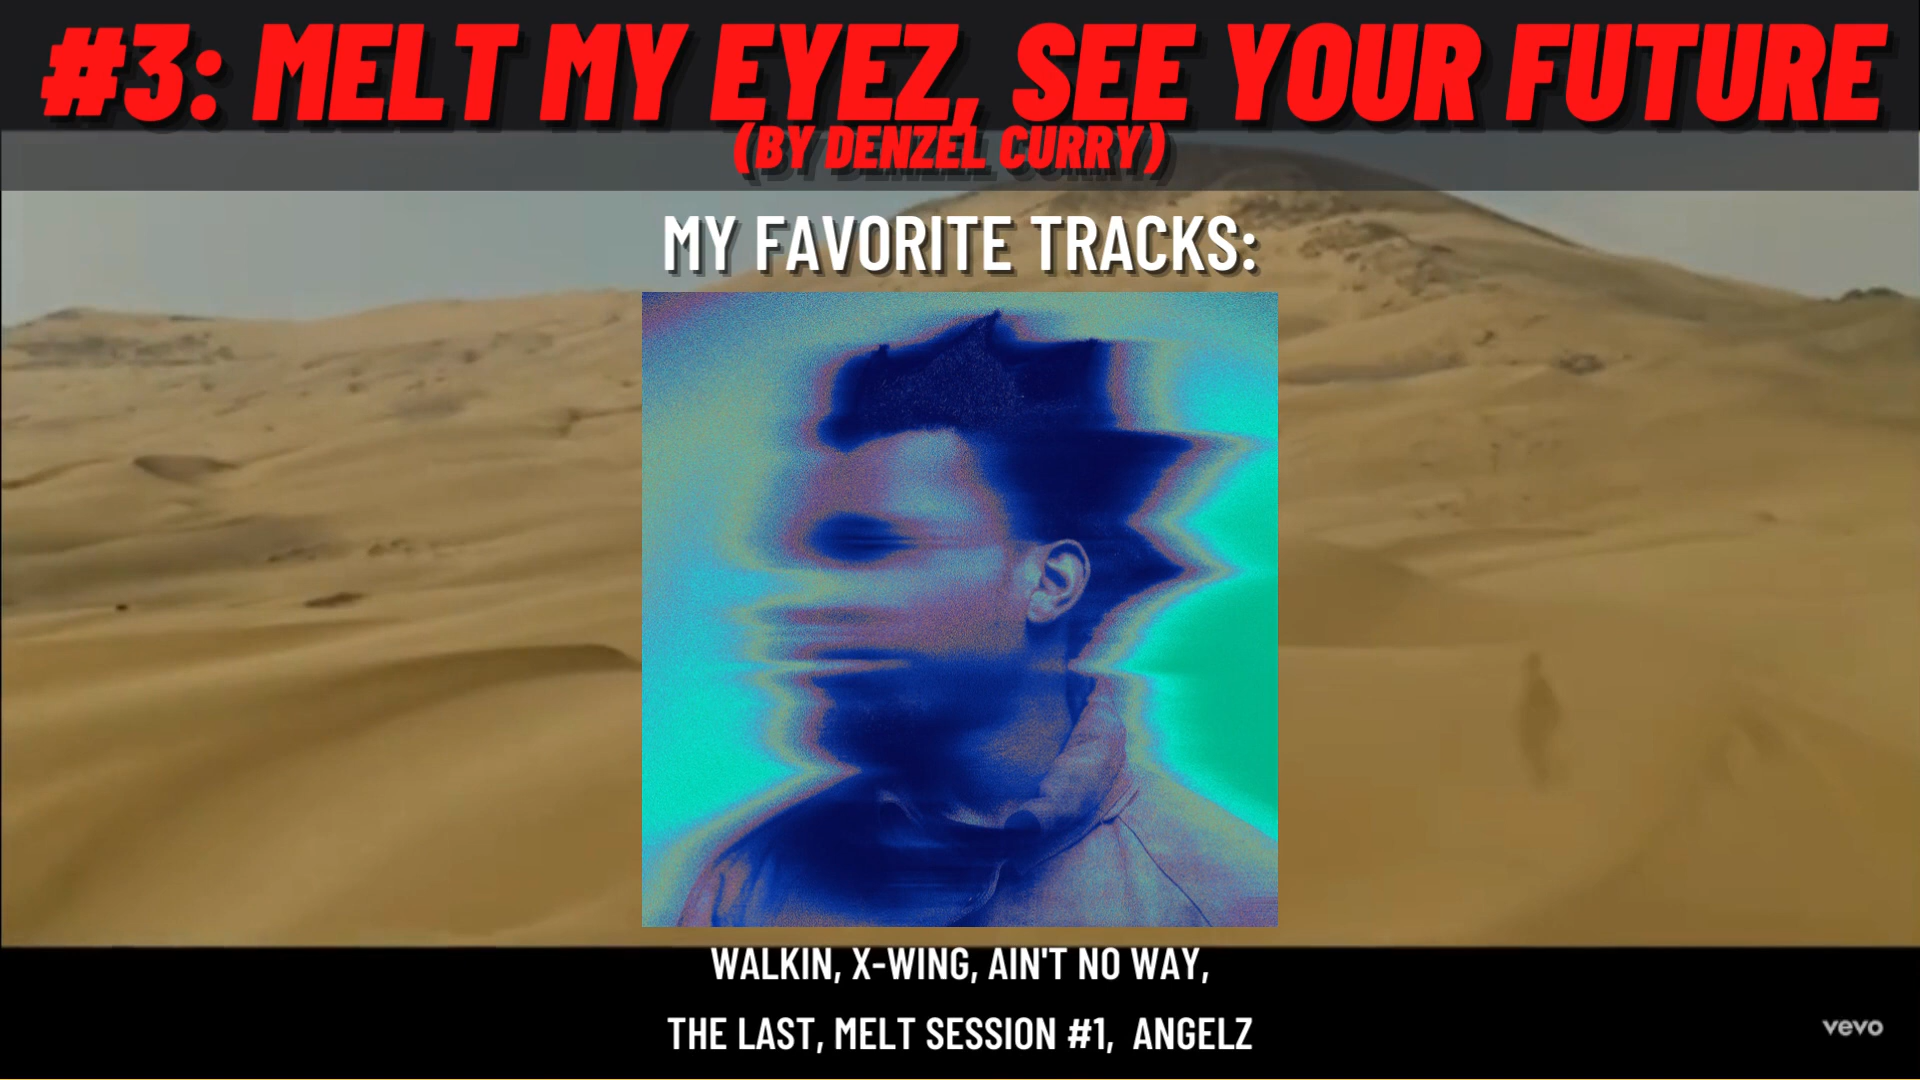 #3: MELT MY EYEZ, SEE YOUR FUTURE
(BY DENZEL CURRY)
MY FAVORITE TRACKS:
WALKIN, X-WING, AIN'T NO WAY,
THE LAST, MELT SESSION #1, ANGELZ
vevo